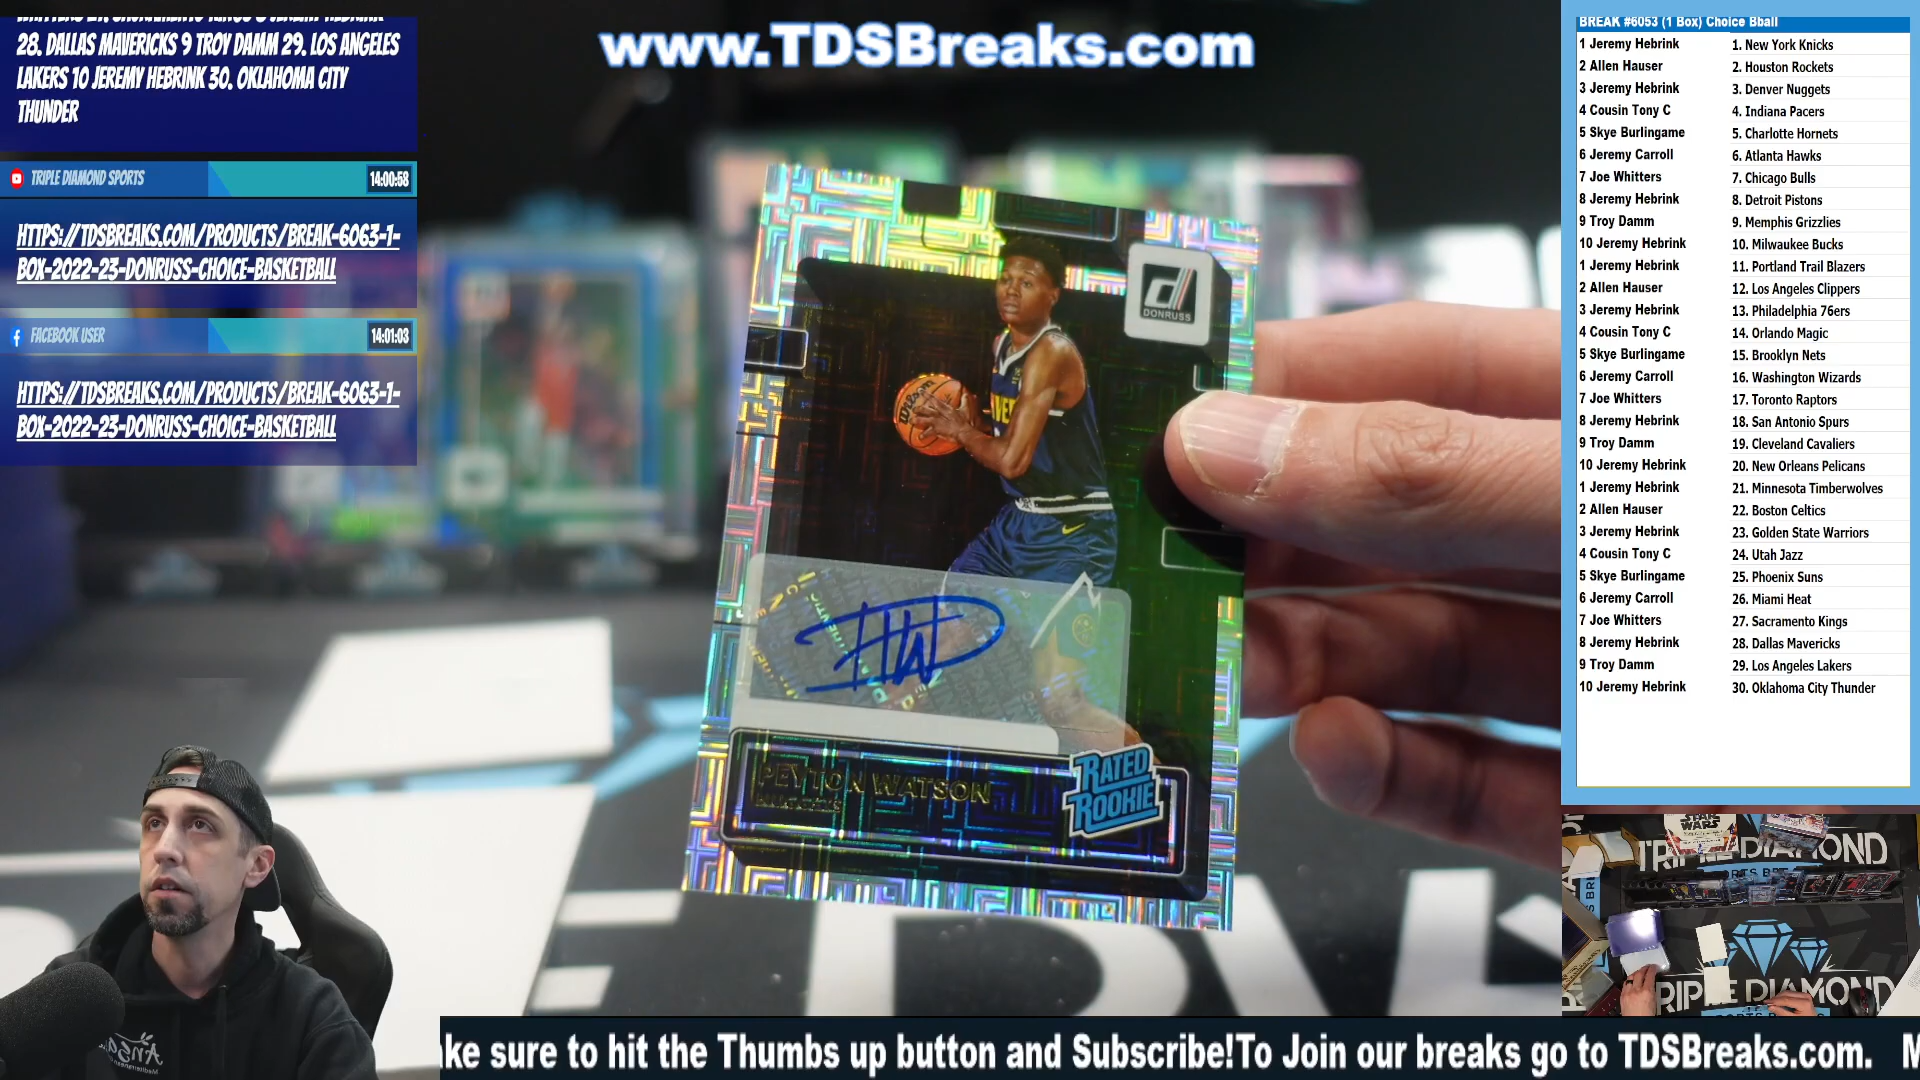 28. DALLAS MAVERICKS 9 TROY DAMM 29. LOS ANGELES
LAKERS 10 JEREMY HEBRINK 30. OKLAHOMA CITY
THUNDER
TRIPLE DIAMOND SPORTS
14:00:58
HTTPS://TDSBREAKS.COM/PRODUCTS/BREAK-6063-1-
BOX-2022-23-DONRUSS-CHOICE-BASKETBALL
FACEBOOK USER
14:01:03
HTTPS://TDSBREAKS.COM/PRODUCTS/BREAK-6063-1-
BOX-2022-23-DONRUSS-CHOICE-BASKETBALL
www.TDSBreaks.com
d
DONRUSS
Wilson
PEYTON WATSON
NUGGETS
RATED
ROOKIE
BREAK #6053 (1 Box) Choice Bball
1 Jeremy Hebrink 1. New York Knicks
2 Allen Hauser 2. Houston Rockets
3 Jeremy Hebrink 3. Denver Nuggets
4 Cousin Tony C 4. Indiana Pacers
5 Skye Burlingame 5. Charlotte Hornets
6 Jeremy Carroll 6. Atlanta Hawks
7 Joe Whitters 7. Chicago Bulls
8 Jeremy Hebrink 8. Detroit Pistons
9 Troy Damm 9. Memphis Grizzlies
10 Jeremy Hebrink 10. Milwaukee Bucks
1 Jeremy Hebrink 11. Portland Trail Blazers
2 Allen Hauser 12. Los Angeles Clippers
3 Jeremy Hebrink 13. Philadelphia 76ers
4 Cousin Tony C 14. Orlando Magic
5 Skye Burlingame 15. Brooklyn Nets
6 Jeremy Carroll 16. Washington Wizards
7 Joe Whitters 17. Toronto Raptors
8 Jeremy Hebrink 18. San Antonio Spurs
9 Troy Damm 19. Cleveland Cavaliers
10 Jeremy Hebrink 20. New Orleans Pelicans
1 Jeremy Hebrink 21. Minnesota Timberwolves
2 Allen Hauser 22. Boston Celtics
3 Jeremy Hebrink 23. Golden State Warriors
4 Cousin Tony C 24. Utah Jazz
5 Skye Burlingame 25. Phoenix Suns
6 Jeremy Carroll 26. Miami Heat
7 Joe Whitters 27. Sacramento Kings
8 Jeremy Hebrink 28. Dallas Mavericks
9 Troy Damm 29. Los Angeles Lakers
10 Jeremy Hebrink 30. Oklahoma City Thunder
STAR WARS
TRIPLE DIAMOND
RIPLE DIAMOND
ke sure to hit the Thumbs up button and Subscribe!To Join our breaks go to TDSBreaks.com. M